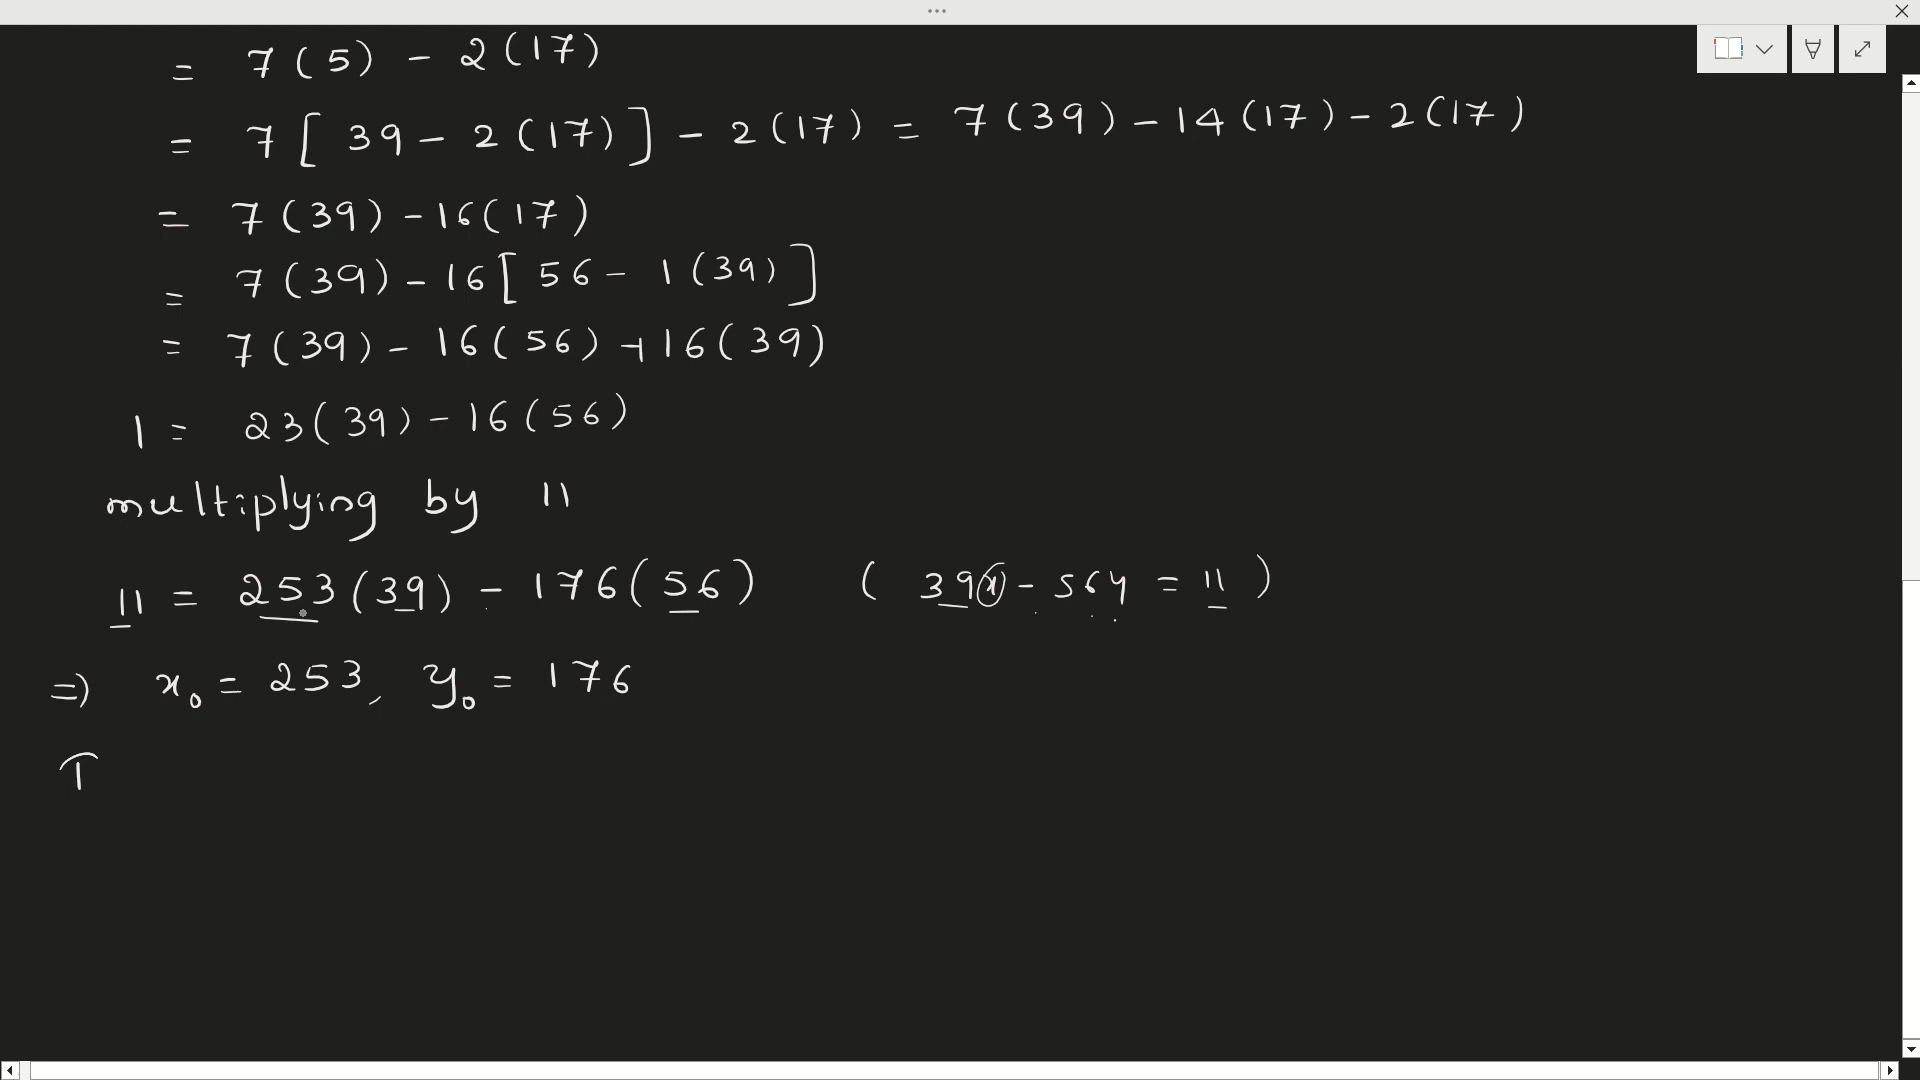 = 7(5) - 2(17)
= 7[39 - 2(17)] - 2(17) = 7(39) - 14(17) - 2(17)
= 7(39) - 16(17)
= 7(39) - 16[56 - 1(39)]
= 7(39) - 16(56) + 16(39)
1 = 23(39) - 16(56)
multiplying by 11
11 = 253(39) - 176(56) (39x - 56y = 11)
=) x₀ = 253, y₀ = 176
T